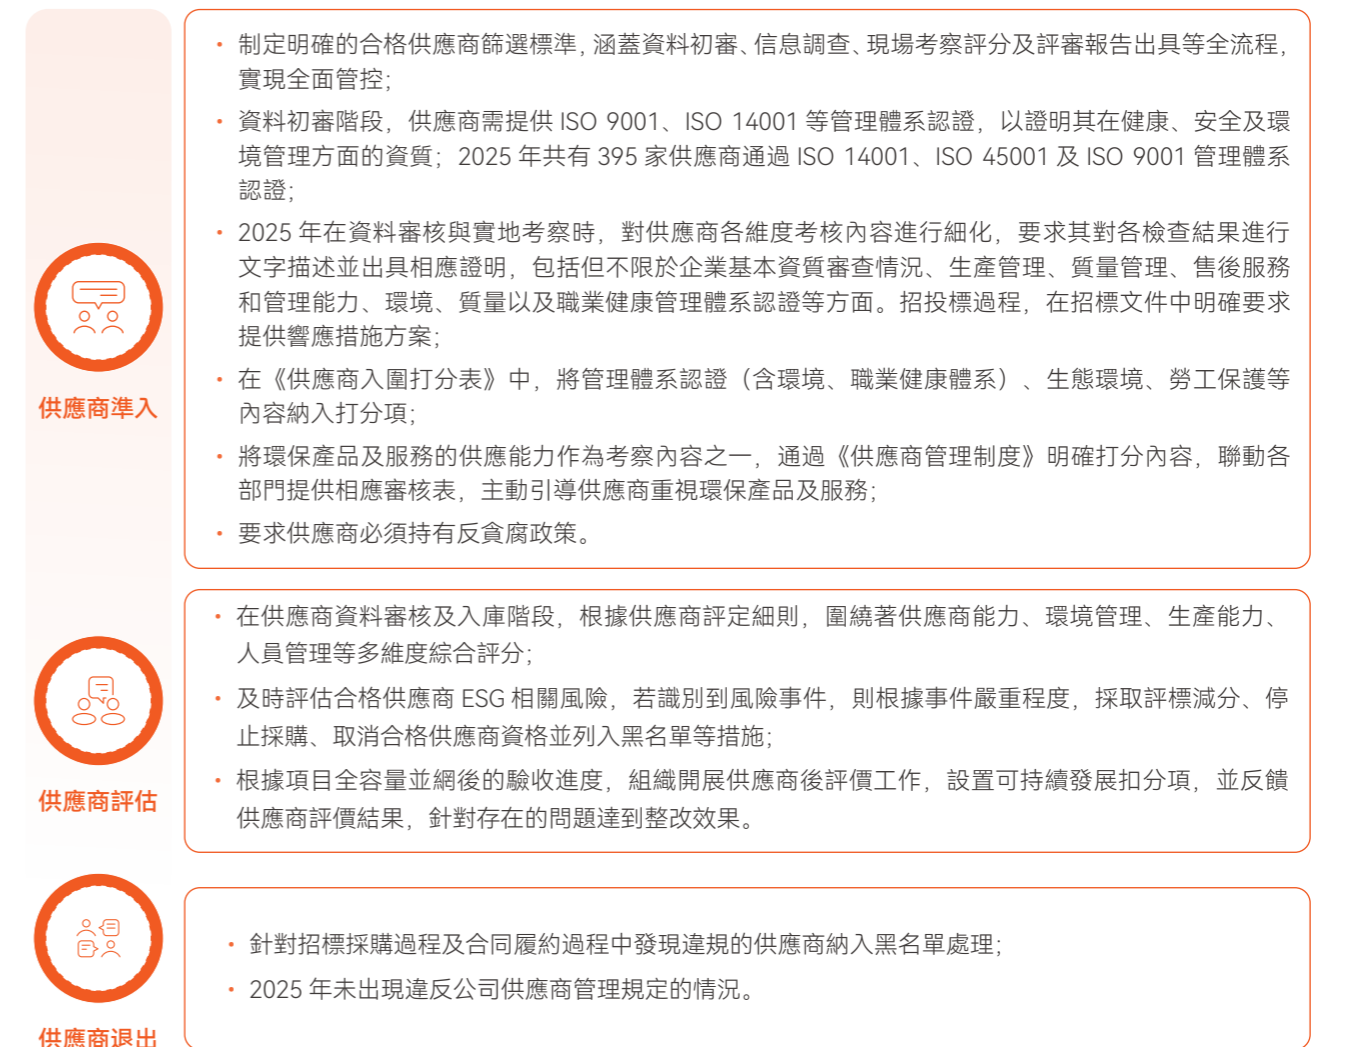 • 制定明確的合格供應商篩選標準，涵蓋資料初審、信息調查、現場考察評分及評審報告出具等全流程，
實現全面管控；
• 資料初審階段，供應商需提供 ISO 9001、ISO 14001 等管理體系認證，以證明其在健康、安全及環
境管理方面的資質；2025 年共有 395 家供應商通過 ISO 14001、ISO 45001 及 ISO 9001 管理體系
認證；
• 2025 年在資料審核與實地考察時，對供應商各維度考核內容進行細化，要求其對各檢查結果進行
文字描述並出具相應證明，包括但不限於企業基本資質審查情況、生產管理、質量管理、售後服務
和管理能力、環境、質量以及職業健康管理體系認證等方面。招投標過程，在招標文件中明確要求
提供響應措施方案；
• 在《供應商入圍打分表》中，將管理體系認證（含環境、職業健康體系）、生態環境、勞工保護等
內容納入打分項；
• 將環保產品及服務的供應能力作為考察內容之一，通過《供應商管理制度》明確打分內容，聯動各
部門提供相應審核表，主動引導供應商重視環保產品及服務；
• 要求供應商必須持有反貪腐政策。
供應商準入
• 在供應商資料審核及入庫階段，根據供應商評定細則，圍繞著供應商能力、環境管理、生產能力、
人員管理等多維度綜合評分；
• 及時評估合格供應商 ESG 相關風險，若識別到風險事件，則根據事件嚴重程度，採取評標減分、停
止採購、取消合格供應商資格並列入黑名單等措施；
• 根據項目全容量並網後的驗收進度，組織開展供應商後評價工作，設置可持續發展扣分項，並反饋
供應商評價結果，針對存在的問題達到整改效果。
供應商評估
• 針對招標採購過程及合同履約過程中發現違規的供應商納入黑名單處理；
• 2025 年未出現違反公司供應商管理規定的情況。
供應商退出